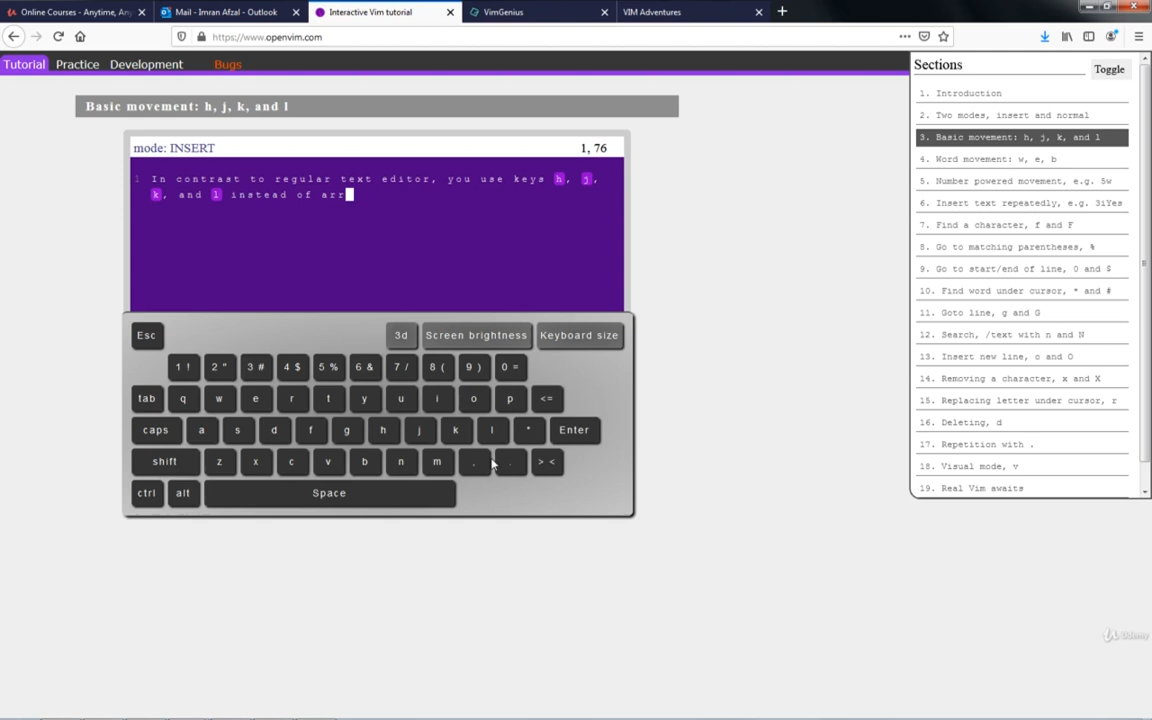 Online Courses - Anytime, Any
Mail - Imran Afzal - Outlook
Interactive Vim tutorial
VimGenius
VIM Adventures
https://www.openvim.com
Tutorial Practice Development Bugs
Basic movement: h, j, k, and l
mode: INSERT 1, 76
1 In contrast to regular text editor, you use keys h, j,
k, and l instead of arr
Esc 3d Screen brightness Keyboard size
1 ! 2 " 3 # 4 $ 5 % 6 & 7 / 8 ( 9 ) 0 =
tab q w e r t y u i o p <=
caps a s d f g h j k l * Enter
shift z x c v b n m , . > <
ctrl alt Space
Sections
Toggle
1. Introduction
2. Two modes, insert and normal
3. Basic movement: h, j, k, and l
4. Word movement: w, e, b
5. Number powered movement, e.g. 5w
6. Insert text repeatedly, e.g. 3iYes
7. Find a character, f and F
8. Go to matching parentheses, %
9. Go to start/end of line, 0 and $
10. Find word under cursor, * and #
11. Goto line, g and G
12. Search, /text with n and N
13. Insert new line, o and O
14. Removing a character, x and X
15. Replacing letter under cursor, r
16. Deleting, d
17. Repetition with .
18. Visual mode, v
19. Real Vim awaits
Udemy